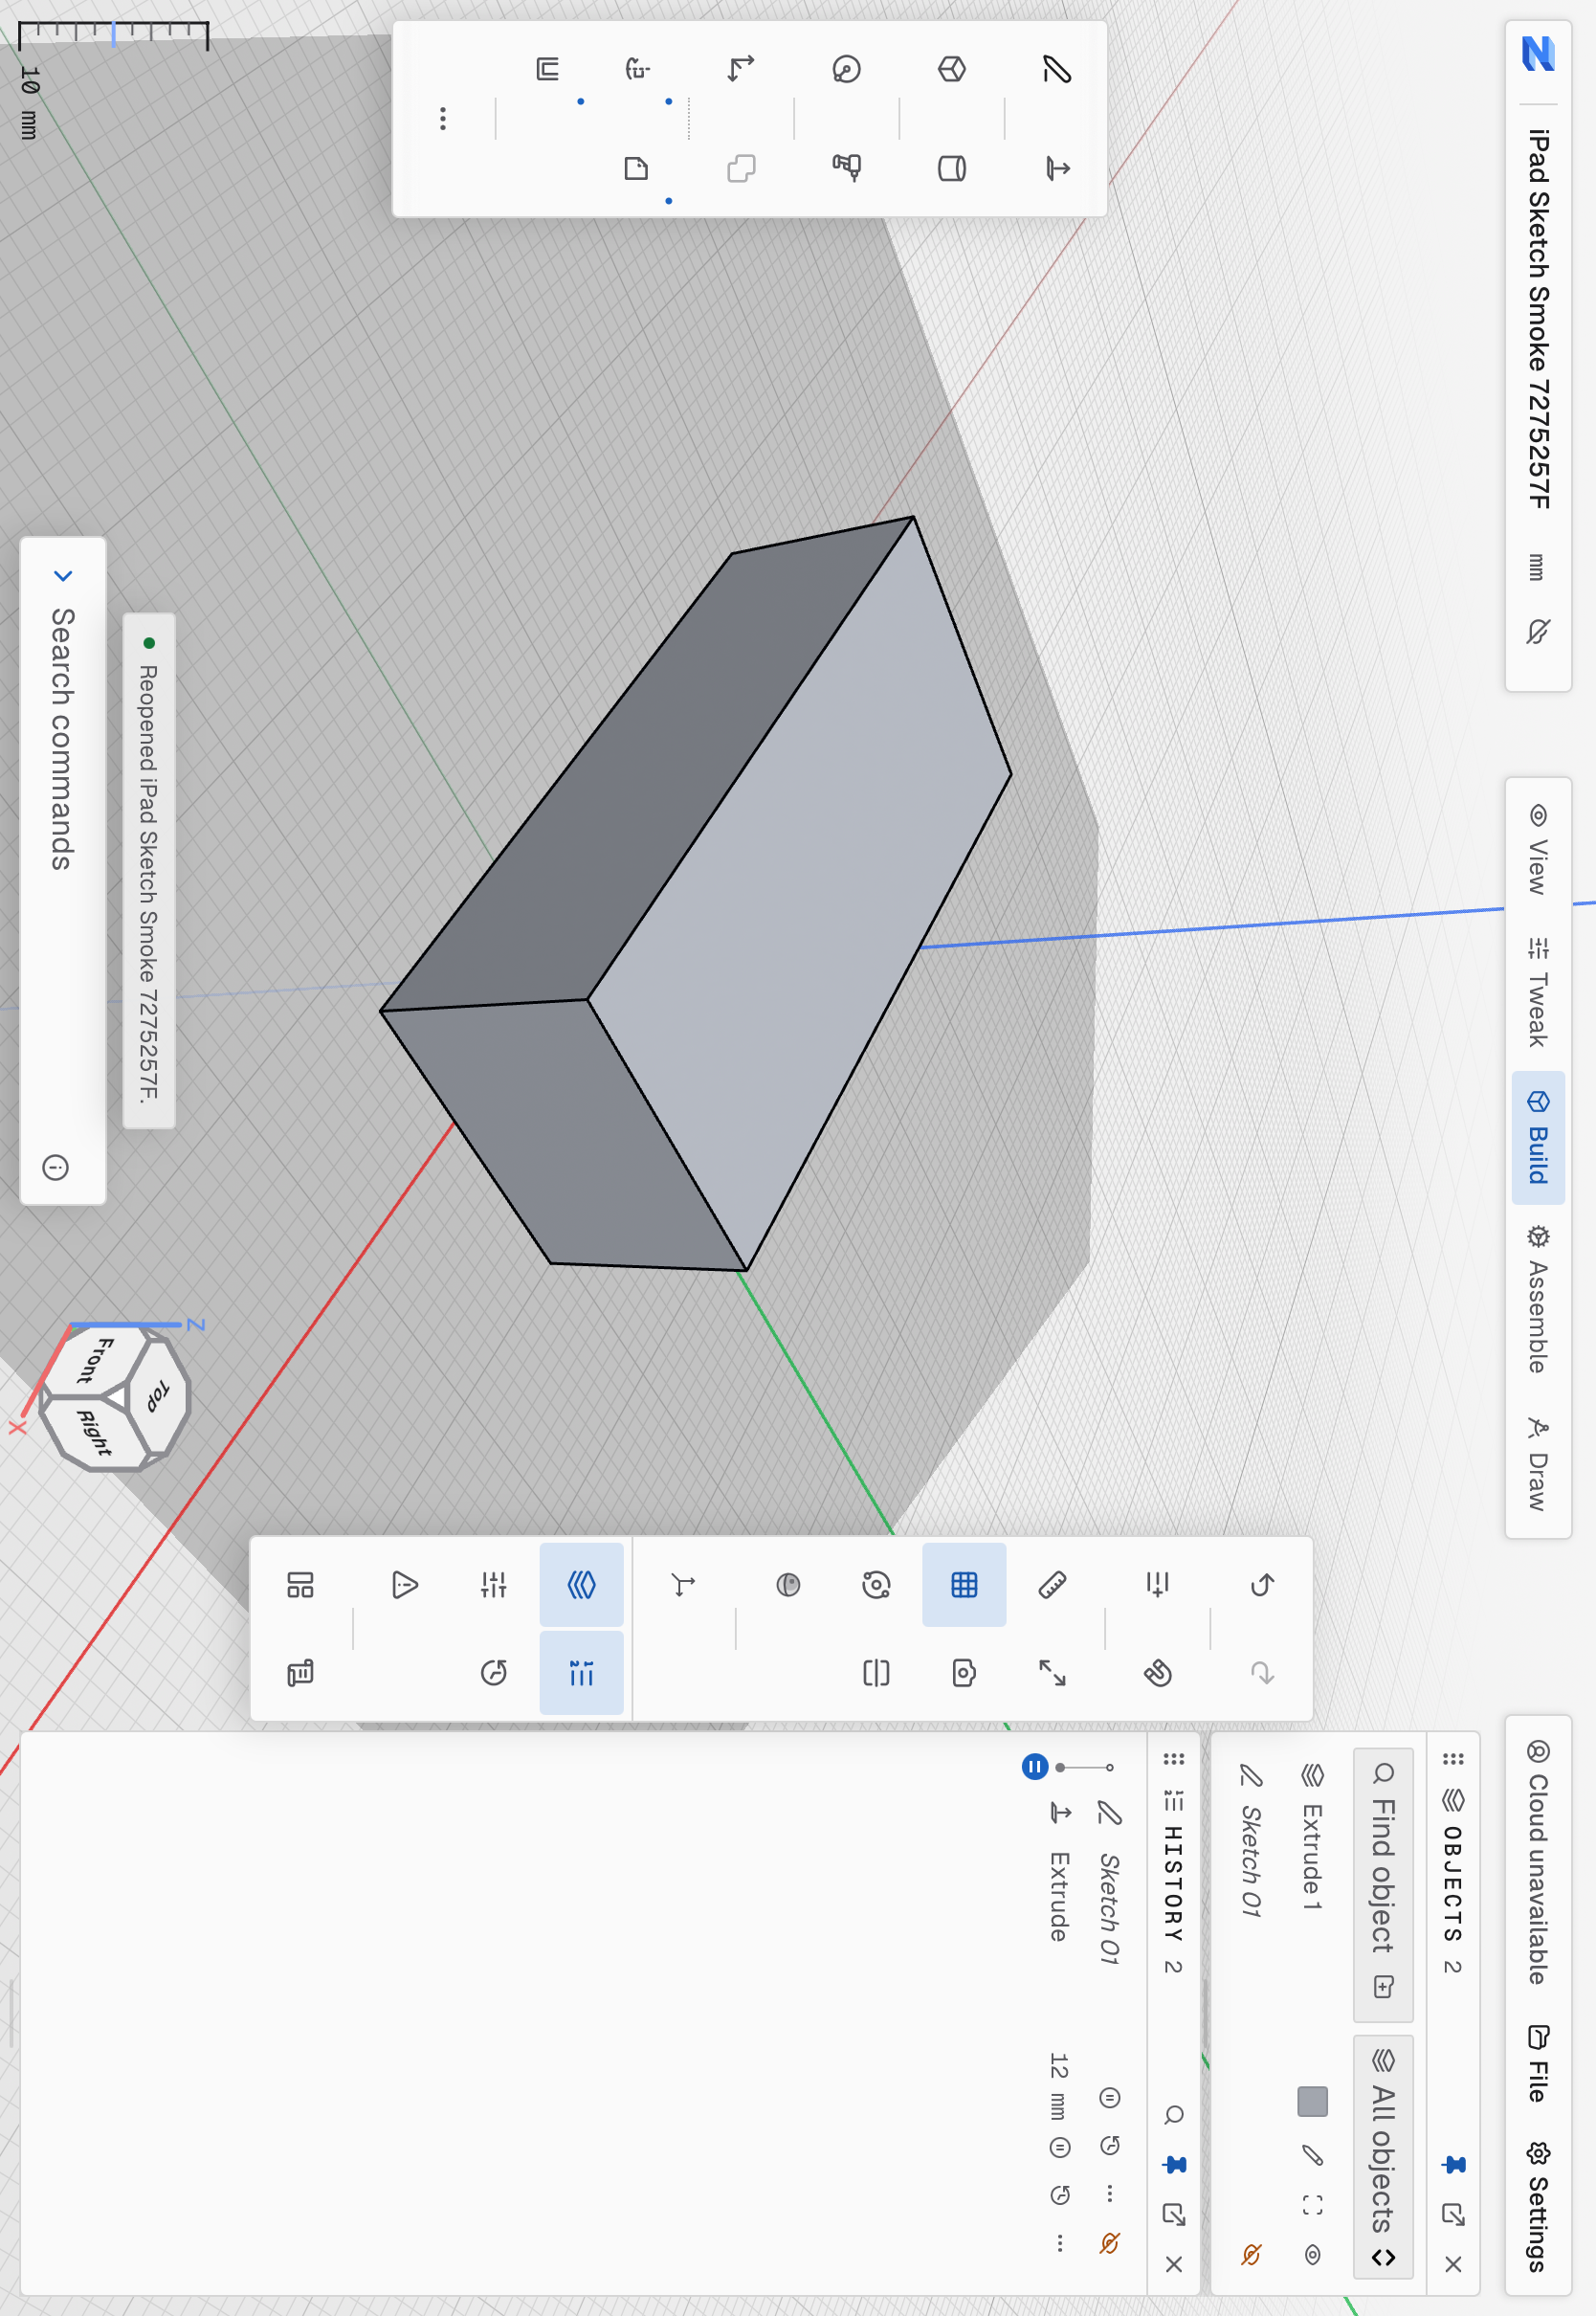 iPad Sketch Smoke 7275257F
mm
View
Tweak
Build
Assemble
Draw
Cloud unavailable
File
Settings
OBJECTS 2
Find object
All objects
Extrude 1
Sketch 01
HISTORY 2
Sketch 01
Extrude
12 mm
10 mm
Reopened iPad Sketch Smoke 7275257F.
Search commands
Z
Top
Front
Right
X